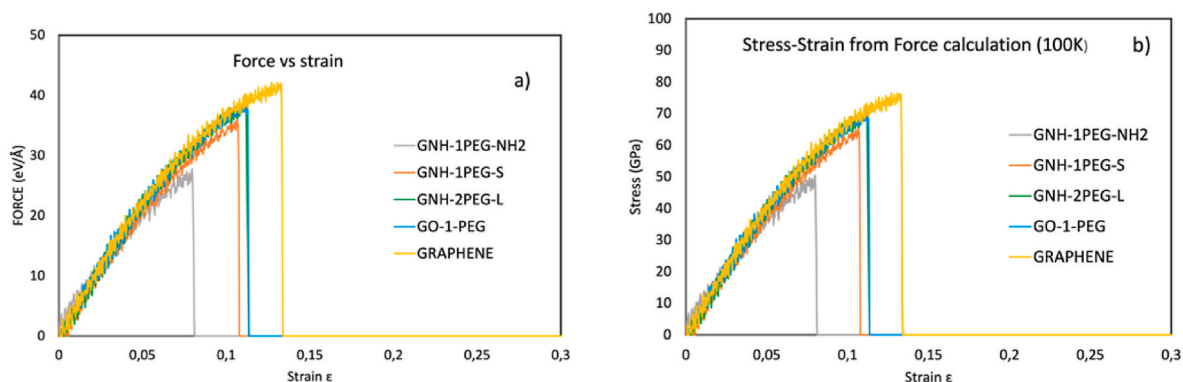 Force vs strain
a)
FORCE (eV/Å)
50
40
30
20
10
0
0
0,05
0,1
0,15
0,2
0,25
0,3
Strain ε
GNH-1PEG-NH2
GNH-1PEG-S
GNH-2PEG-L
GO-1-PEG
GRAPHENE
Stress-Strain from Force calculation (100K)
b)
Stress (GPa)
100
90
80
70
60
50
40
30
20
10
0
0
0,05
0,1
0,15
0,2
0,25
0,3
Strain ε
GNH-1PEG-NH2
GNH-1PEG-S
GNH-2PEG-L
GO-1-PEG
GRAPHENE